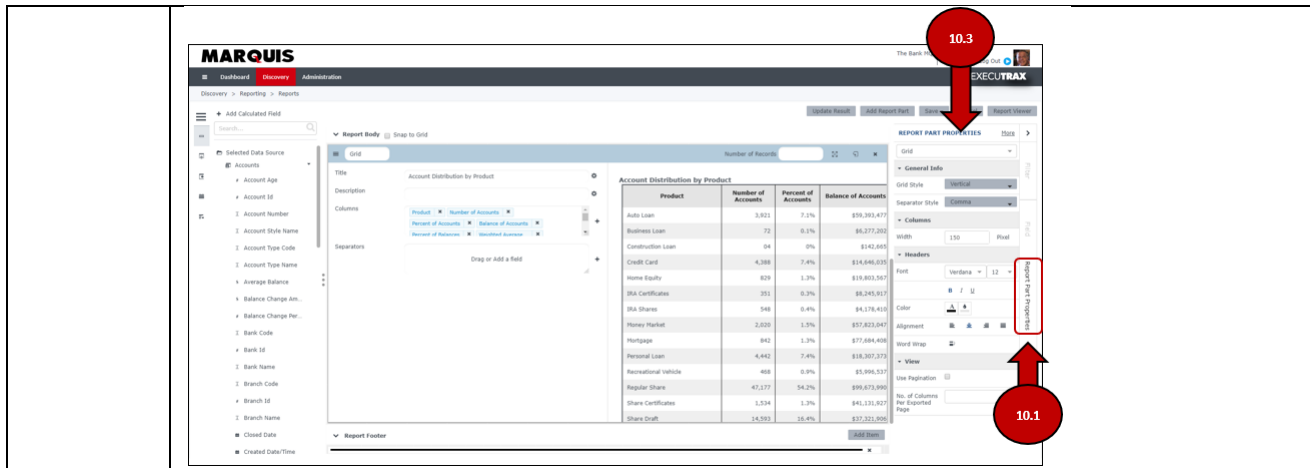 10.3
MARQUIS
The Bank
Log Out
Dashboard Discovery Administration
EXECUTRAX
Discovery > Reporting > Reports
+ Add Calculated Field
Update Result Add Report Part Save Report Viewer
Search...
Report Body Snap to Grid
REPORT PART PROPERTIES More
Grid Number of Records
Grid
Selected Data Source
Accounts
Account Age
Account Id
Account Number
Account Style Name
Account Type Code
Account Type Name
Average Balance
Balance Change Am...
Balance Change Per...
Bank Code
Bank Id
Bank Name
Branch Code
Branch Id
Branch Name
Closed Date
Created Date/Time
Title Account Distribution by Product
Description
Columns
Product Number of Accounts
Percent of Accounts Balance of Accounts
Percent of Balances Weighted Average
Separators
Drag or Add a field
Account Distribution by Product
Product Number of Accounts Percent of Accounts Balance of Accounts
Auto Loan 3,921 7.1% $59,393,477
Business Loan 72 0.1% $6,277,202
Construction Loan 04 0% $142,685
Credit Card 4,388 7.4% $14,646,035
Home Equity 829 1.3% $19,803,567
IRA Certificates 351 0.3% $8,245,917
IRA Shares 548 0.4% $4,178,410
Money Market 2,020 1.5% $57,823,047
Mortgage 842 1.3% $77,684,408
Personal Loan 4,442 7.4% $18,307,373
Recreational Vehicle 468 0.9% $5,996,537
Regular Share 47,177 54.2% $99,673,990
Share Certificates 1,534 1.3% $41,131,927
Share Draft 14,593 16.4% $37,321,906
General Info
Grid Style Vertical
Separator Style Comma
Columns
Width 150 Pixel
Headers
Font Verdana 12
B I U
Color A
Alignment
Word Wrap
View
Use Pagination
No. of Columns
Per Exported
Page
Filter
Field
Report Part Properties
10.1
Report Footer
Add Item